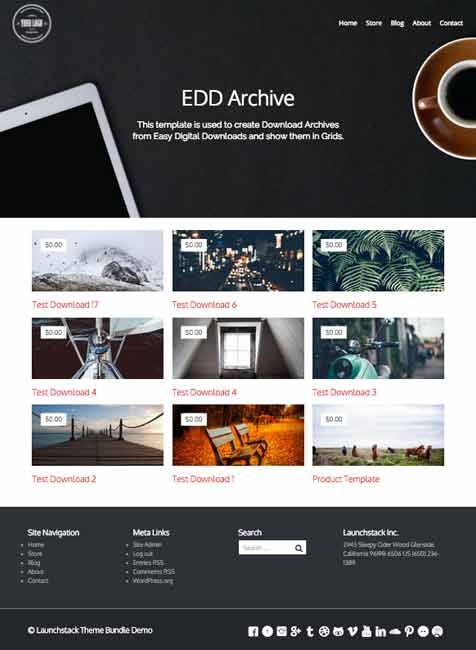 YOUR LOGO
Home Store Blog About Contact
EDD Archive
This template is used to create Download Archives
from Easy Digital Downloads and show them in Grids.
$0.00 $0.00 $0.00
Test Download !7 Test Download 6 Test Download 5
$0.00 $0.00 $0.00
Test Download 4 Test Download 4 Test Download 3
$0.00 $0.00 $0.00
Test Download 2 Test Download 1 Product Template
Site Navigation
Home
Store
Blog
About
Contact
Meta Links
Site Admin
Log out
Entries RSS
Comments RSS
WordPress.org
Search
Search ...
Launchstack Inc.
2945 Sleepy Cider Wood Glenside,
California 96198-6506 US (650) 236-
1389
© Launchstack Theme Bundle Demo